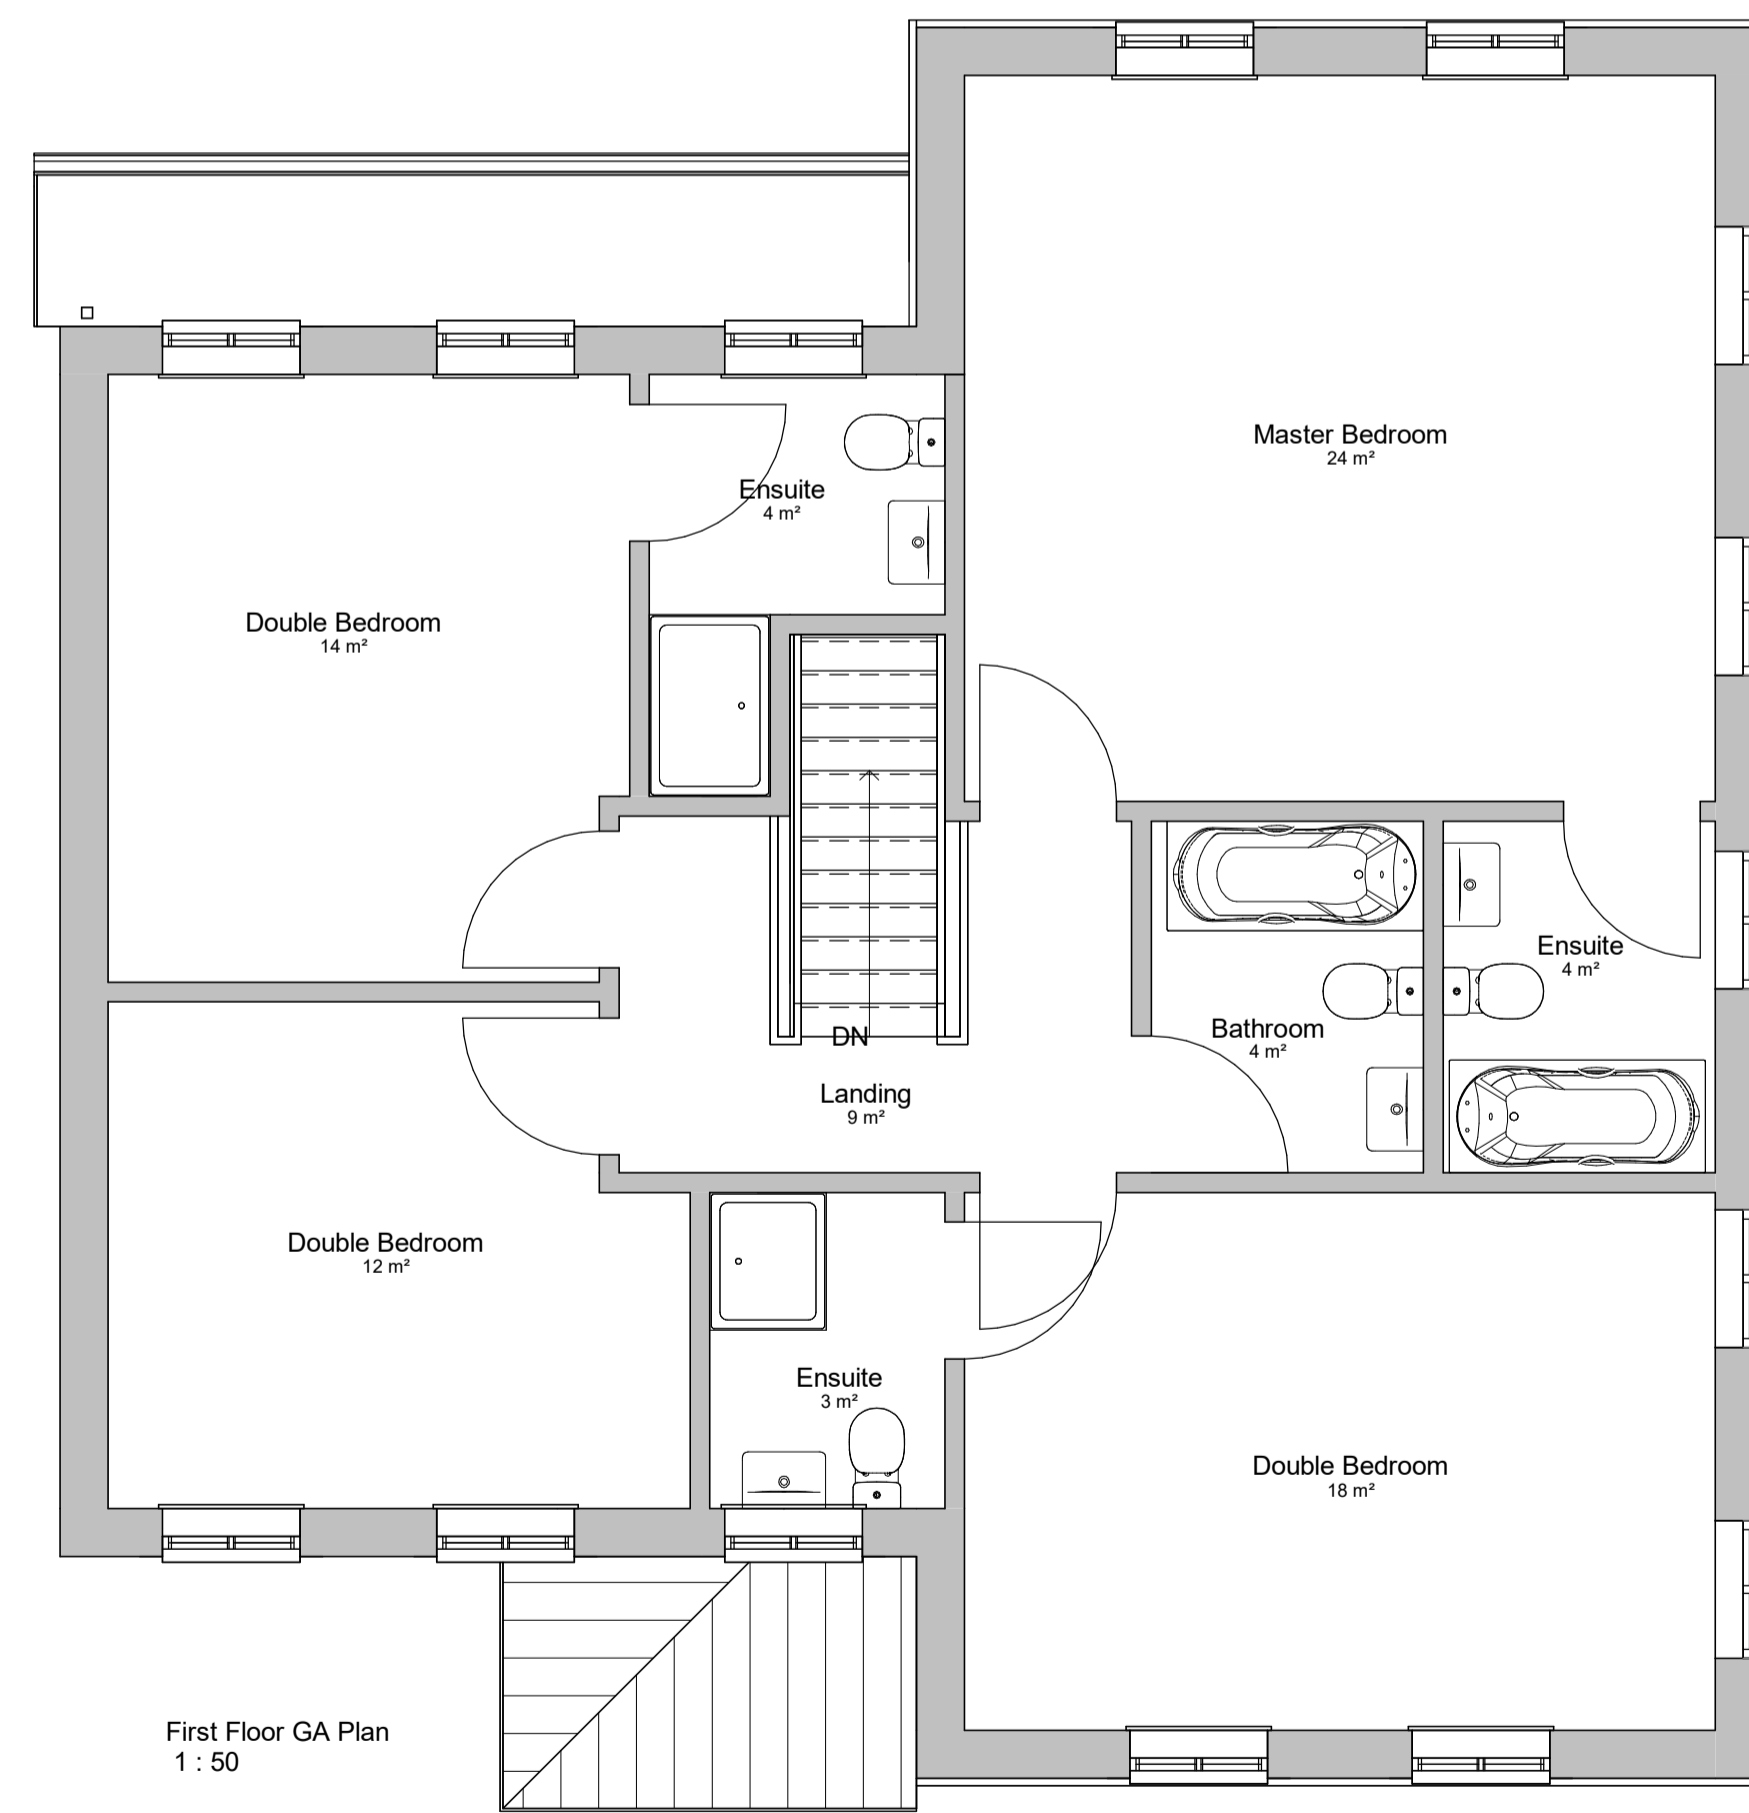 Master Bedroom
24 m²
Ensuite
4 m²
Double Bedroom
14 m²
Ensuite
4 m²
Bathroom
4 m²
DN
Landing
9 m²
Double Bedroom
12 m²
Ensuite
3 m²
Double Bedroom
18 m²
First Floor GA Plan
1 : 50